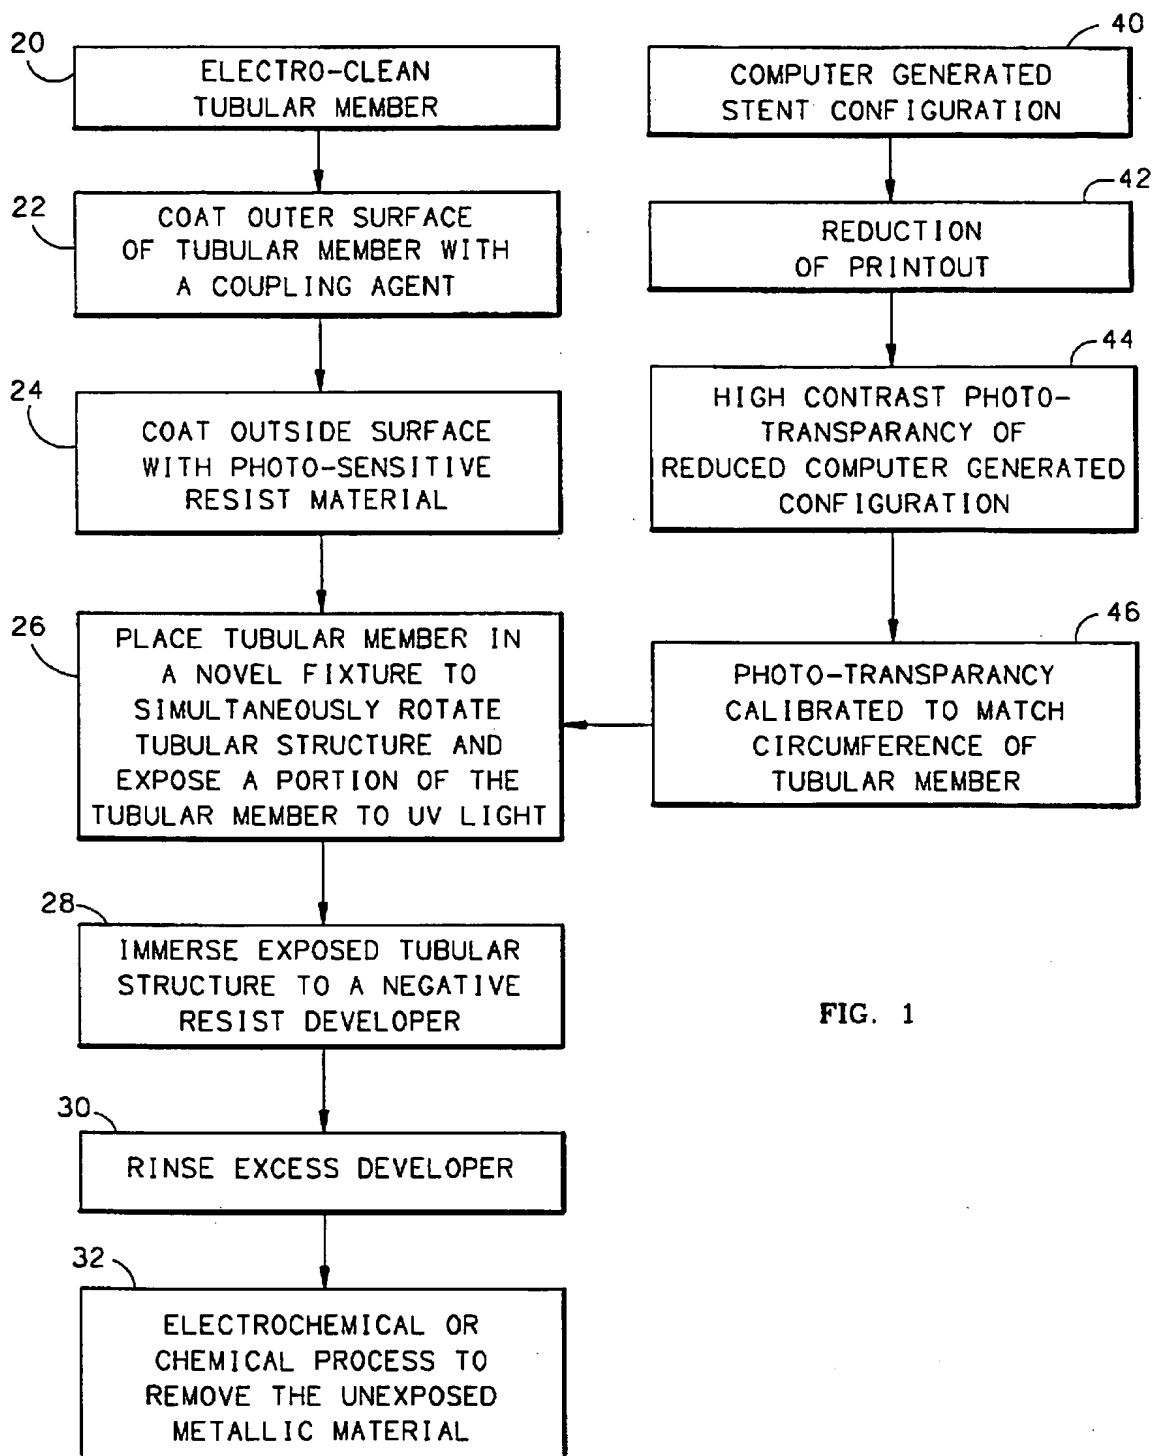 20
ELECTRO-CLEAN
TUBULAR MEMBER
22
COAT OUTER SURFACE
OF TUBULAR MEMBER WITH
A COUPLING AGENT
24
COAT OUTSIDE SURFACE
WITH PHOTO-SENSITIVE
RESIST MATERIAL
26
PLACE TUBULAR MEMBER IN
A NOVEL FIXTURE TO
SIMULTANEOUSLY ROTATE
TUBULAR STRUCTURE AND
EXPOSE A PORTION OF THE
TUBULAR MEMBER TO UV LIGHT
28
IMMERSE EXPOSED TUBULAR
STRUCTURE TO A NEGATIVE
RESIST DEVELOPER
30
RINSE EXCESS DEVELOPER
32
ELECTROCHEMICAL OR
CHEMICAL PROCESS TO
REMOVE THE UNEXPOSED
METALLIC MATERIAL
40
COMPUTER GENERATED
STENT CONFIGURATION
42
REDUCTION
OF PRINTOUT
44
HIGH CONTRAST PHOTO-
TRANSPARANCY OF
REDUCED COMPUTER GENERATED
CONFIGURATION
46
PHOTO-TRANSPARANCY
CALIBRATED TO MATCH
CIRCUMFERENCE OF
TUBULAR MEMBER
FIG. 1